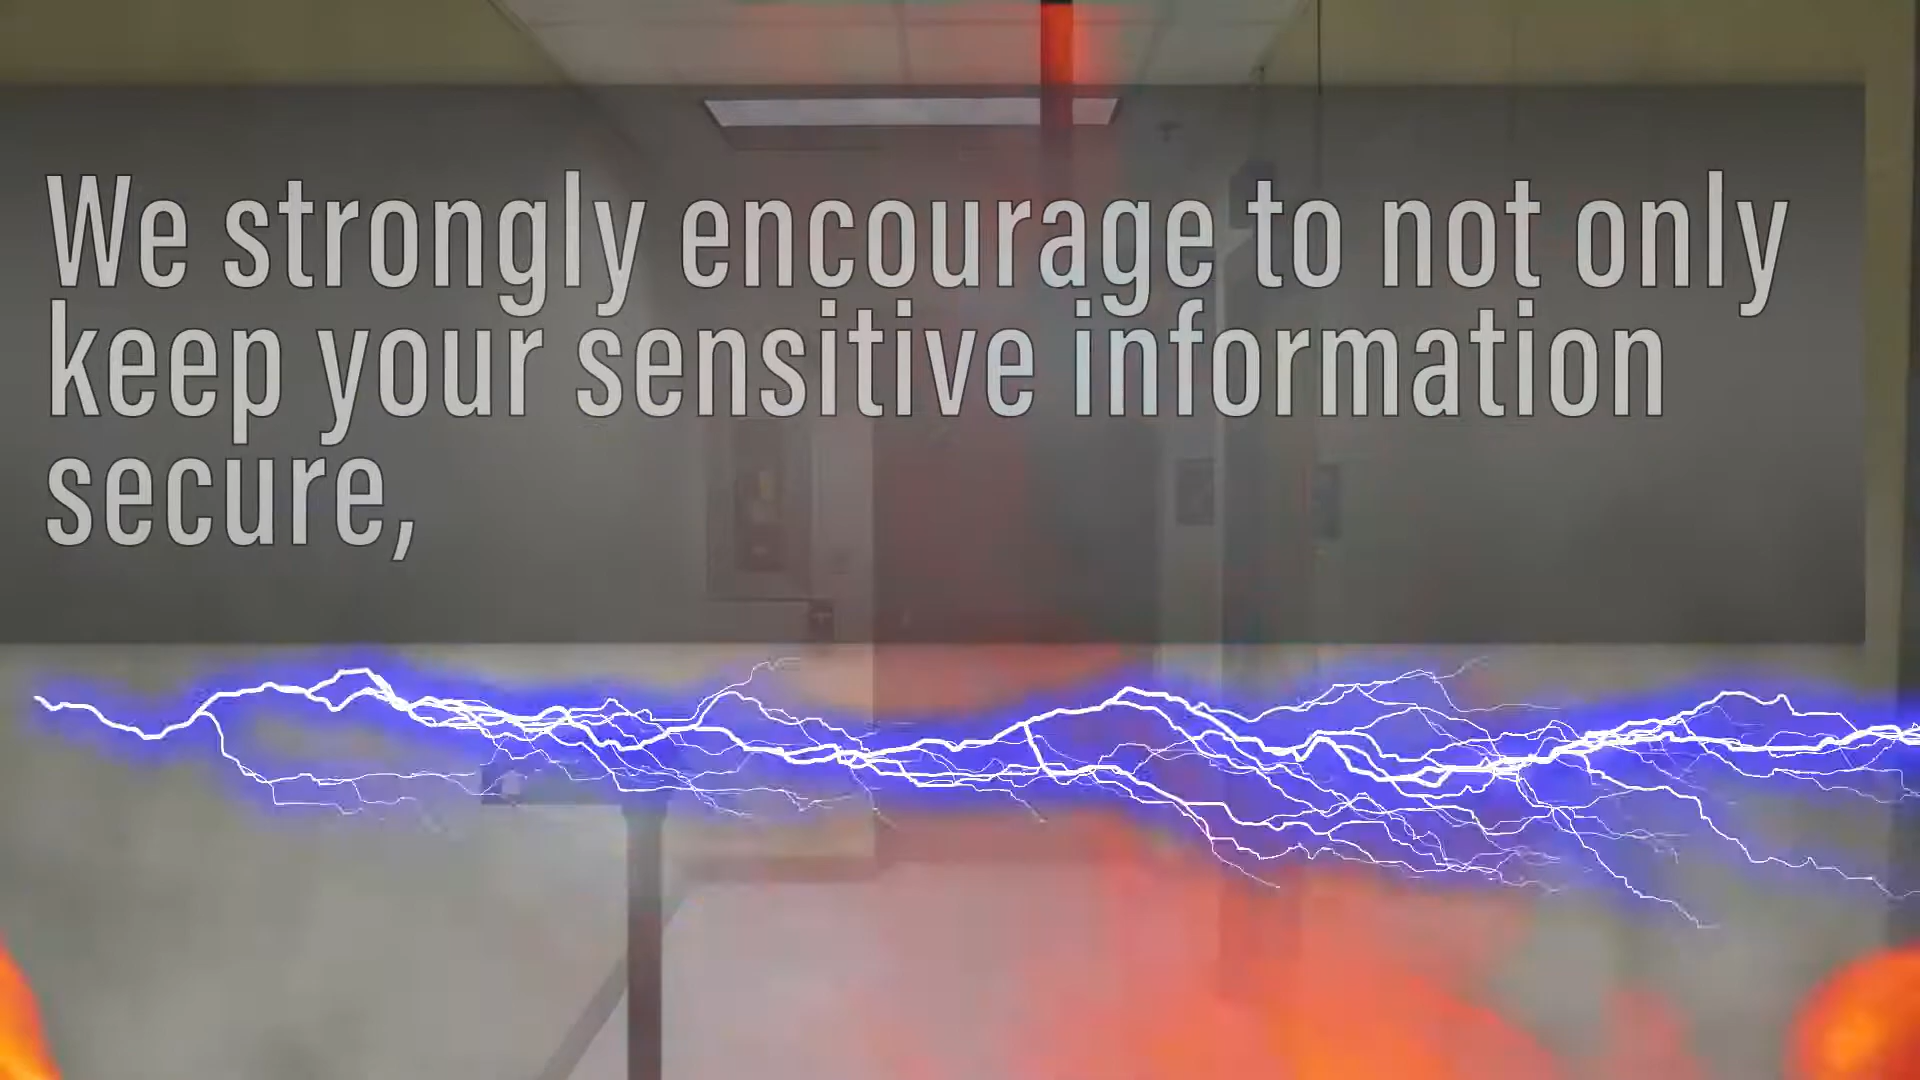 We strongly encourage to not only
keep your sensitive information
secure,